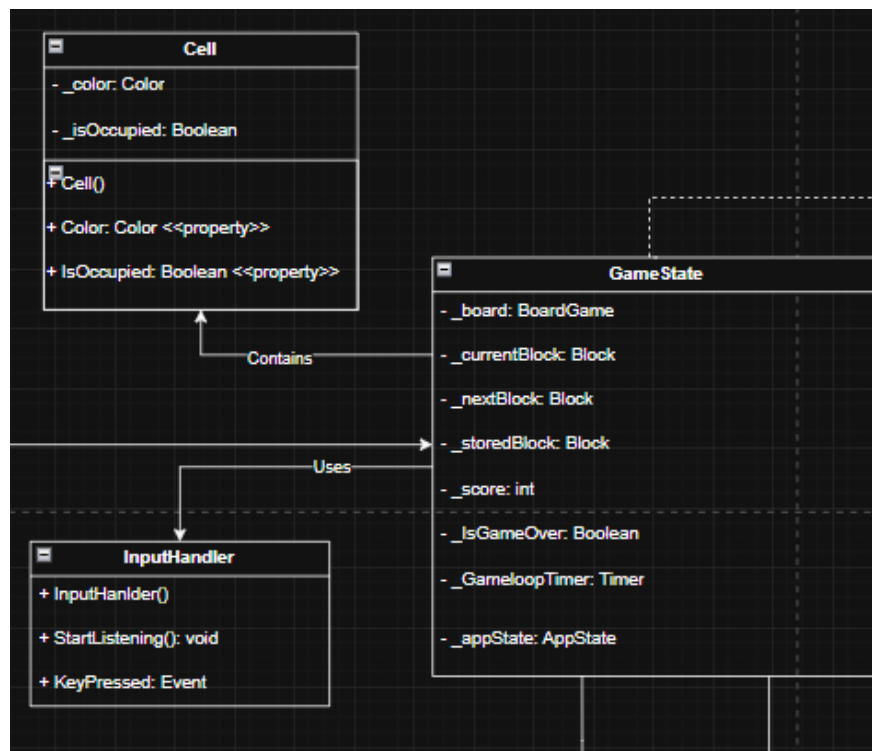 Cell
- _color: Color
- _isOccupied: Boolean
+ Cell()
+ Color: Color <<property>>
+ IsOccupied: Boolean <<property>>
Contains
GameState
- _board: BoardGame
- _currentBlock: Block
- _nextBlock: Block
- _storedBlock: Block
- _score: int
- _IsGameOver: Boolean
- _GameloopTimer: Timer
- _appState: AppState
Uses
InputHandler
+ InputHanlder()
+ StartListening(): void
+ KeyPressed: Event